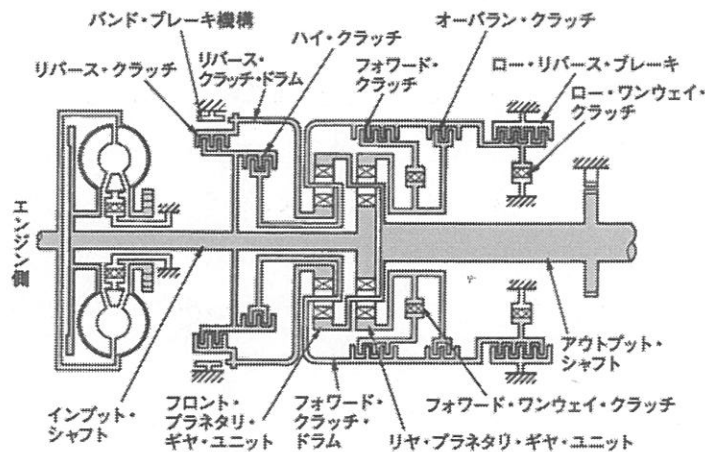 バンド・ブレーキ機構
オーバラン・クラッチ
リバース・
クラッチ・ドラム
ハイ・クラッチ
リバース・クラッチ
フォワード・
クラッチ
ロー・リバース・ブレーキ
ロー・ワンウェイ・
クラッチ
エンジン側
インプット・
シャフト
フロント・
プラネタリ・
ギヤ・ユニット
フォワード・
クラッチ・
ドラム
フォワード・ワンウェイ・クラッチ
リヤ・プラネタリ・ギヤ・ユニット
アウトプット・
シャフト